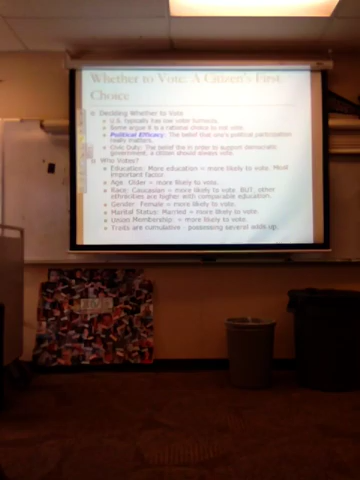 Whether to Vote: A Citizen's First
Choice
Deciding Whether to Vote
U.S. typically has low voter turnouts.
Some argue it is a rational choice to not vote.
Political Efficacy: The belief that one's political participation
really matters.
Civic Duty: The belief the in order to support democratic
government, a citizen should always vote.
Who Votes?
Education: More education = more likely to vote. Most
important factor.
Age: Older = more likely to vote.
Race: Caucasian = more likely to vote. BUT, other
ethnicities are higher with comparable education.
Gender: Female = more likely to vote.
Marital Status: Married = more likely to vote.
Union Membership: = more likely to vote.
Traits are cumulative - possessing several adds up.